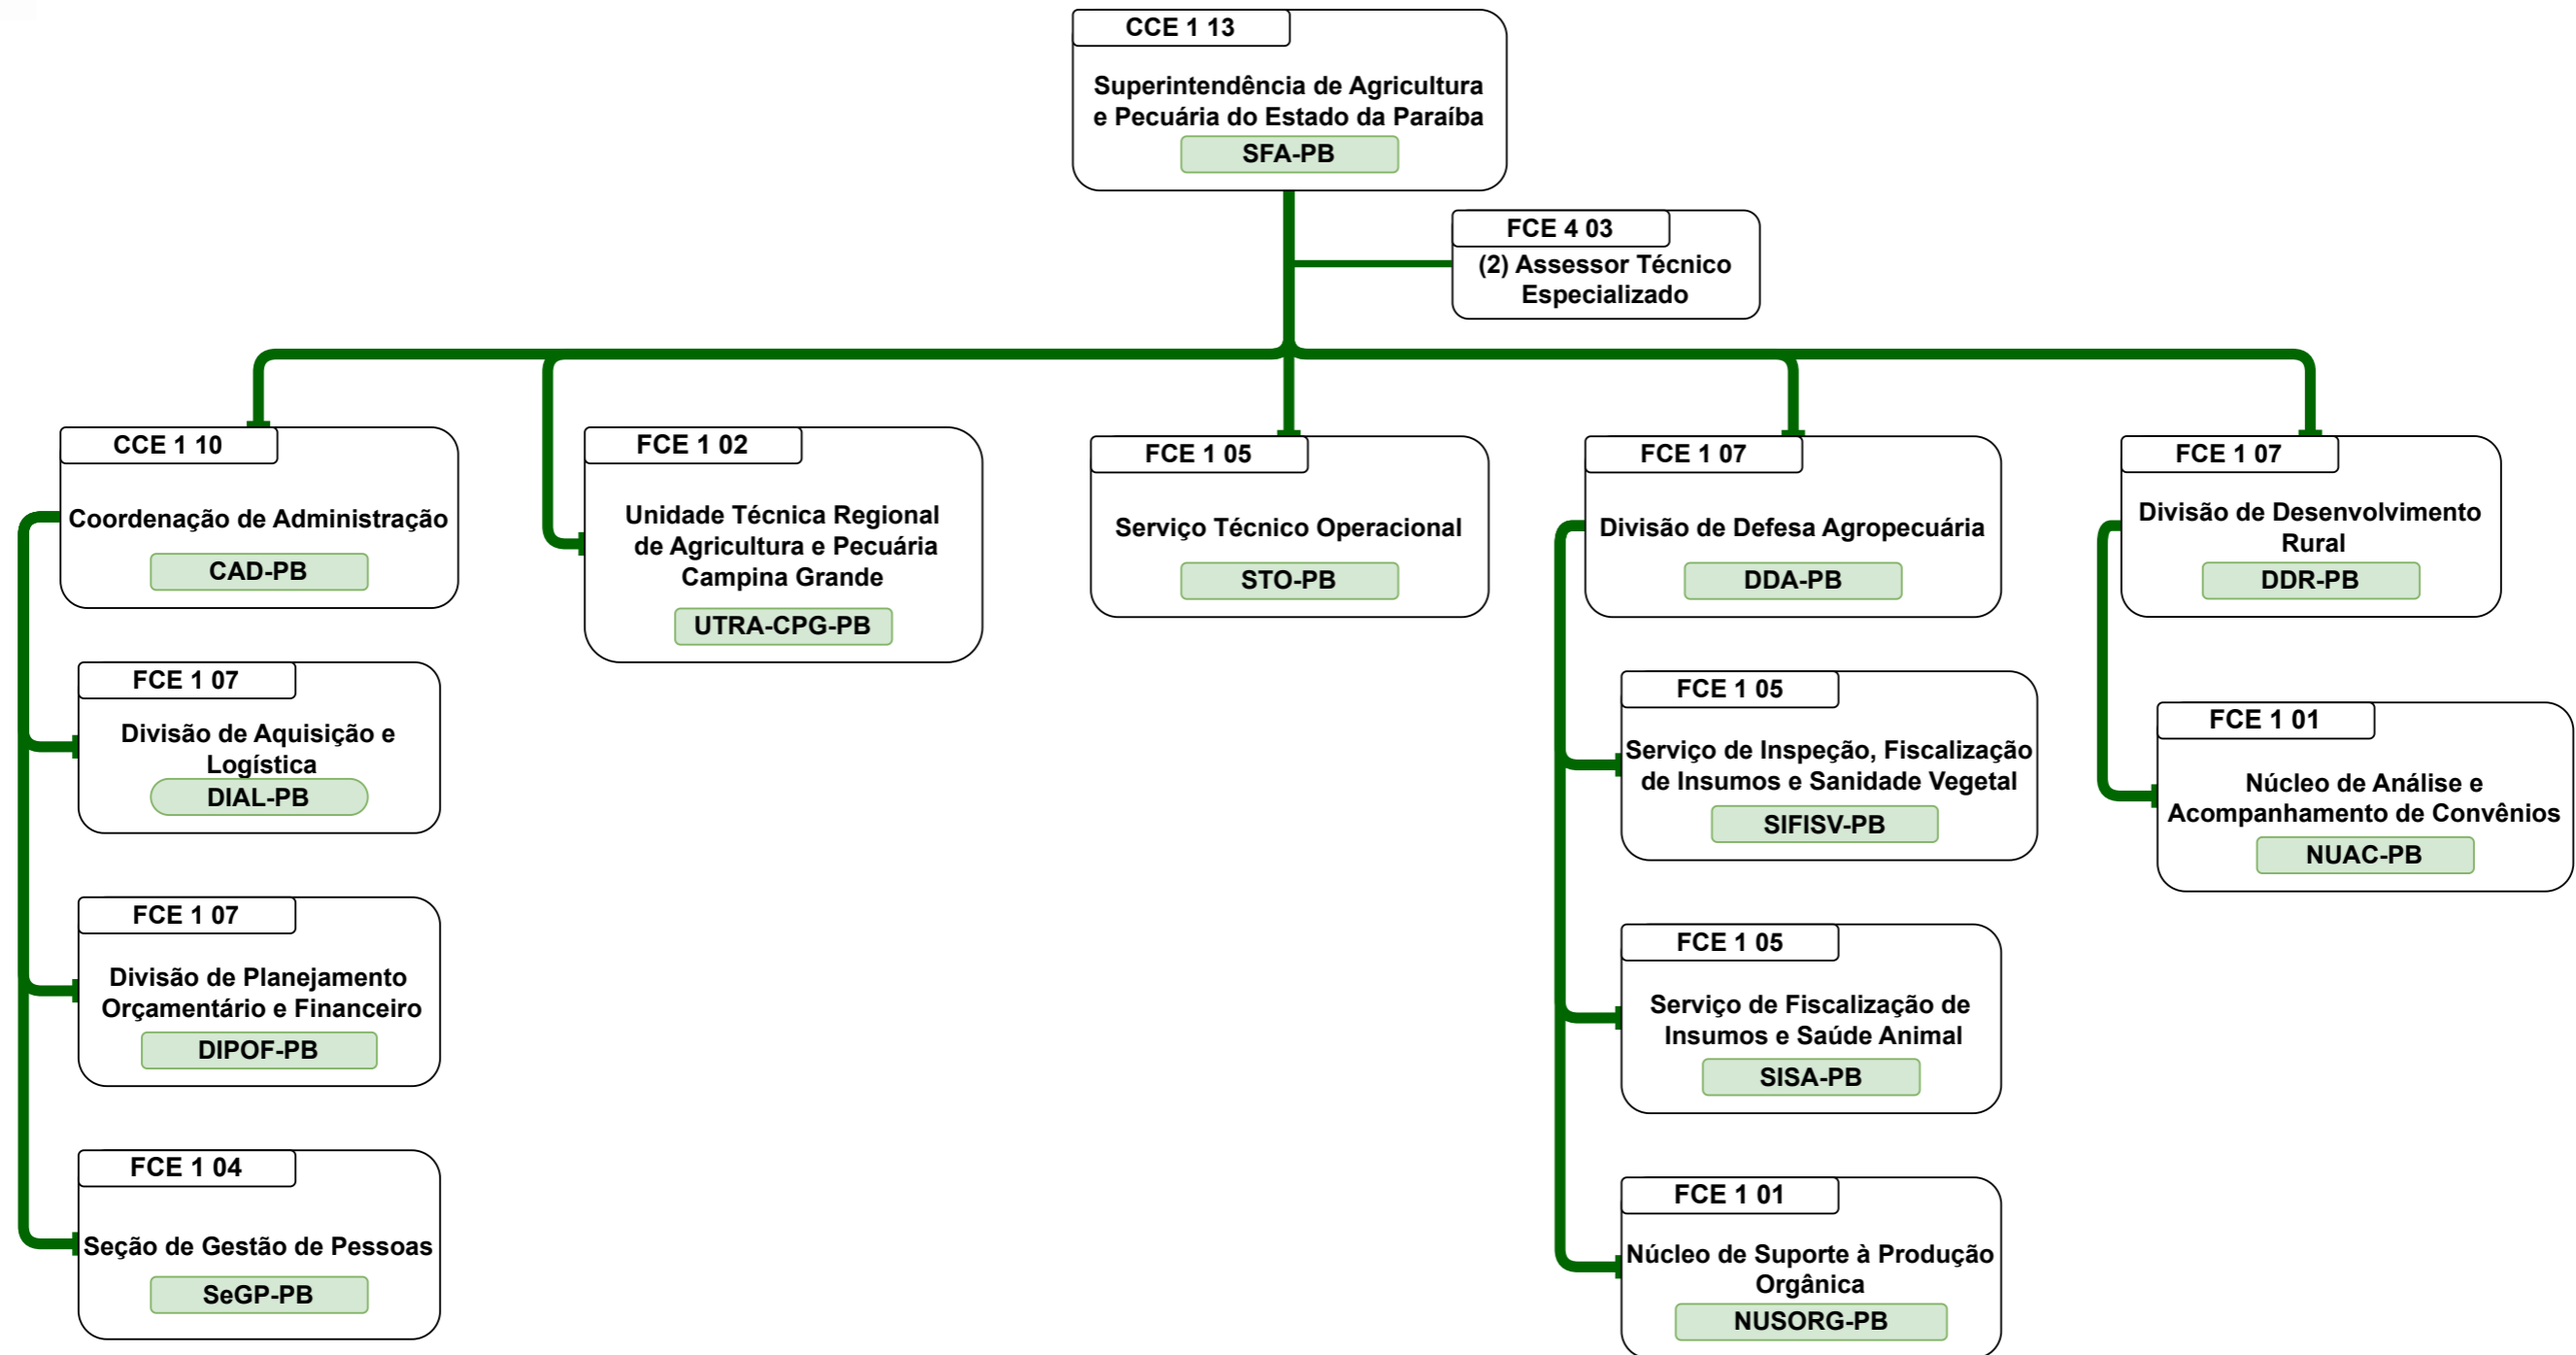 CCE 1 13
Superintendência de Agricultura
e Pecuária do Estado da Paraíba
SFA-PB
FCE 4 03
(2) Assessor Técnico
Especializado
CCE 1 10
Coordenação de Administração
CAD-PB
FCE 1 07
Divisão de Aquisição e
Logística
DIAL-PB
FCE 1 07
Divisão de Planejamento
Orçamentário e Financeiro
DIPOF-PB
FCE 1 04
Seção de Gestão de Pessoas
SeGP-PB
FCE 1 02
Unidade Técnica Regional
de Agricultura e Pecuária
Campina Grande
UTRA-CPG-PB
FCE 1 05
Serviço Técnico Operacional
STO-PB
FCE 1 07
Divisão de Defesa Agropecuária
DDA-PB
FCE 1 05
Serviço de Inspeção, Fiscalização
de Insumos e Sanidade Vegetal
SIFISV-PB
FCE 1 05
Serviço de Fiscalização de
Insumos e Saúde Animal
SISA-PB
FCE 1 01
Núcleo de Suporte à Produção
Orgânica
NUSORG-PB
FCE 1 07
Divisão de Desenvolvimento
Rural
DDR-PB
FCE 1 01
Núcleo de Análise e
Acompanhamento de Convênios
NUAC-PB